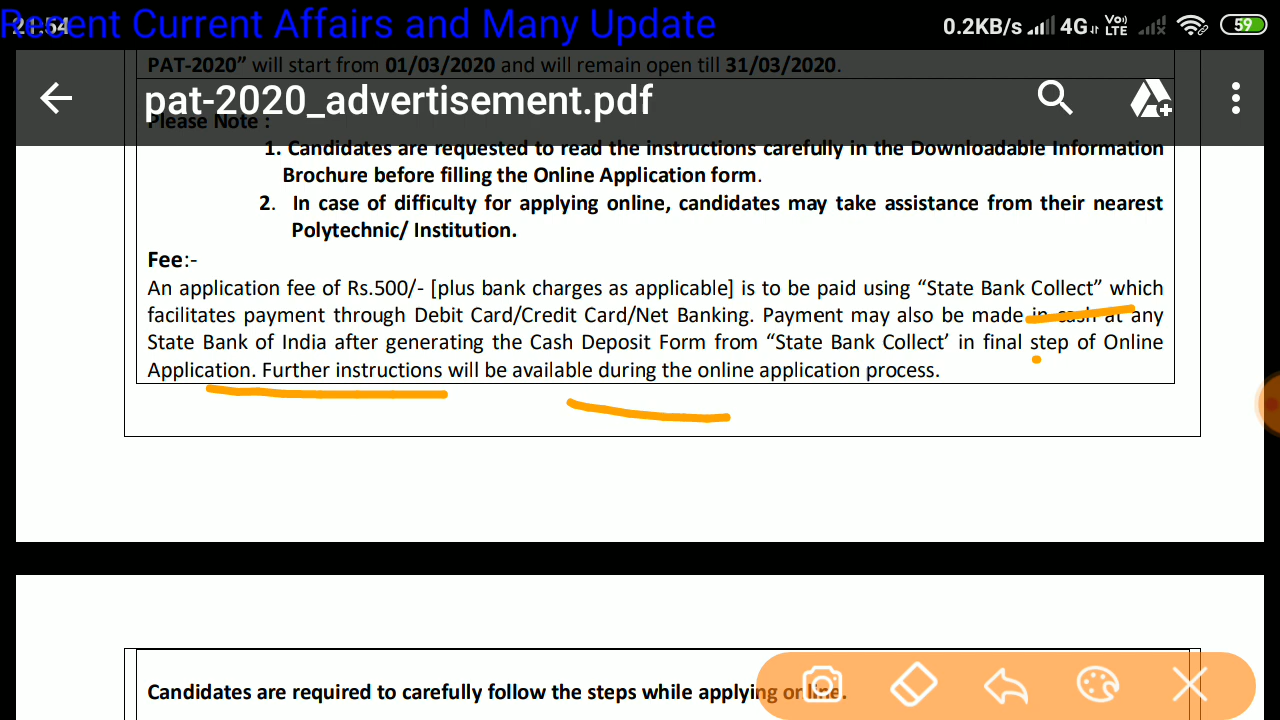 Recent Current Affairs and Many Update
21:54
0.2KB/s 4G Vo) LTE 59
PAT-2020” will start from 01/03/2020 and will remain open till 31/03/2020.
pat-2020_advertisement.pdf
Please Note :
1. Candidates are requested to read the instructions carefully in the Downloadable Information
Brochure before filling the Online Application form.
2. In case of difficulty for applying online, candidates may take assistance from their nearest
Polytechnic/ Institution.
Fee:-
An application fee of Rs.500/- [plus bank charges as applicable] is to be paid using “State Bank Collect” which
facilitates payment through Debit Card/Credit Card/Net Banking. Payment may also be made in cash at any
State Bank of India after generating the Cash Deposit Form from “State Bank Collect’ in final step of Online
Application. Further instructions will be available during the online application process.
Candidates are required to carefully follow the steps while applying on line.